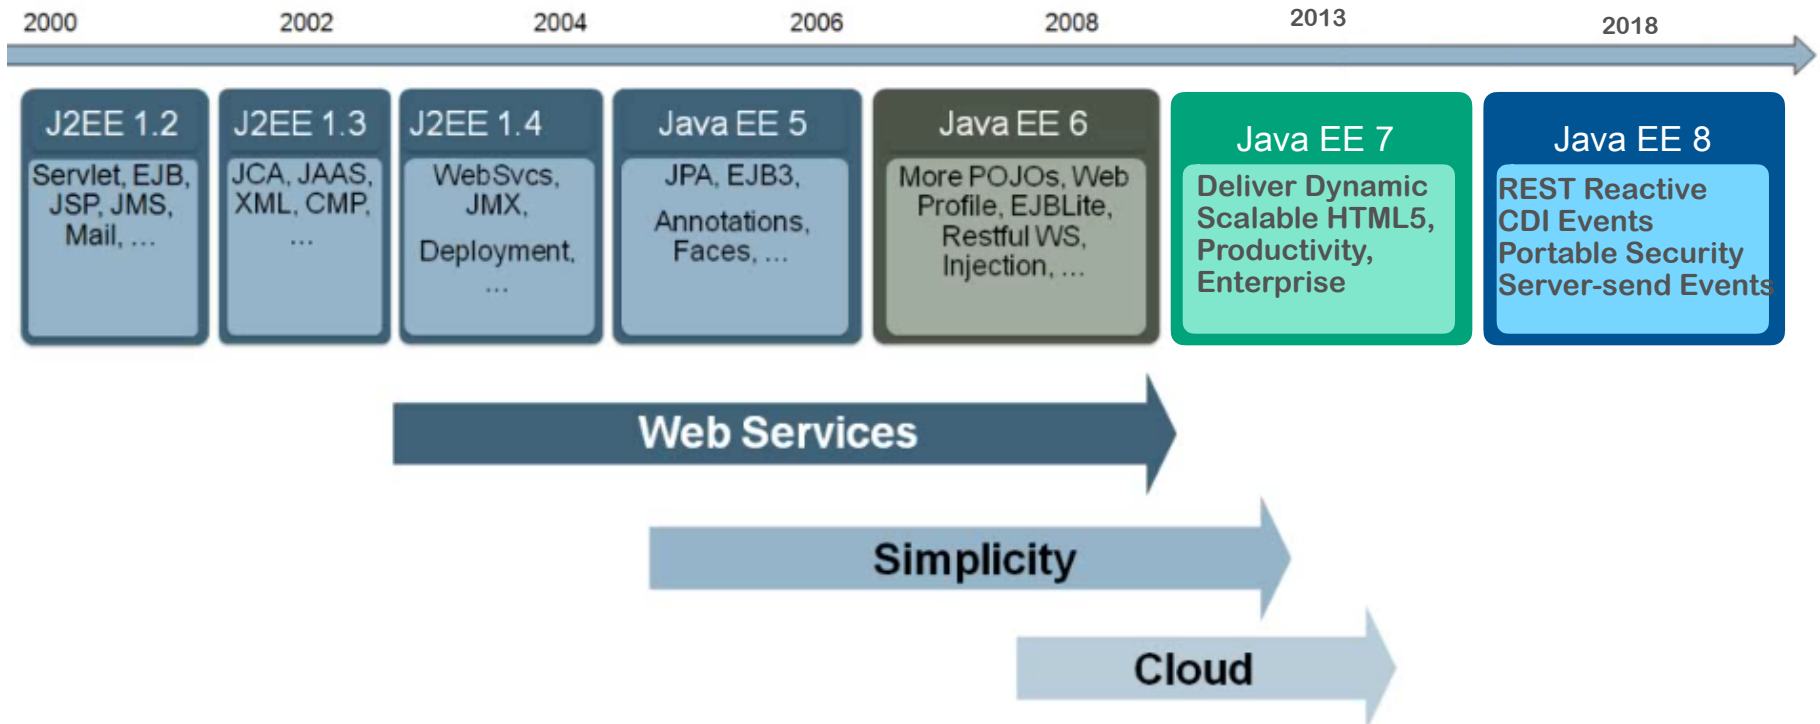 2000
2002
2004
2006
2008
2013
2018
J2EE 1.2
Servlet, EJB,
JSP, JMS,
Mail, ...
J2EE 1.3
JCA, JAAS,
XML, CMP,
...
J2EE 1.4
WebSvcs,
JMX,
Deployment,
...
Java EE 5
JPA, EJB3,
Annotations,
Faces, ...
Java EE 6
More POJOs, Web
Profile, EJBLite,
Restful WS,
Injection, ...
Java EE 7
Deliver Dynamic
Scalable HTML5,
Productivity,
Enterprise
Java EE 8
REST Reactive
CDI Events
Portable Security
Server-send Events
Web Services
Simplicity
Cloud